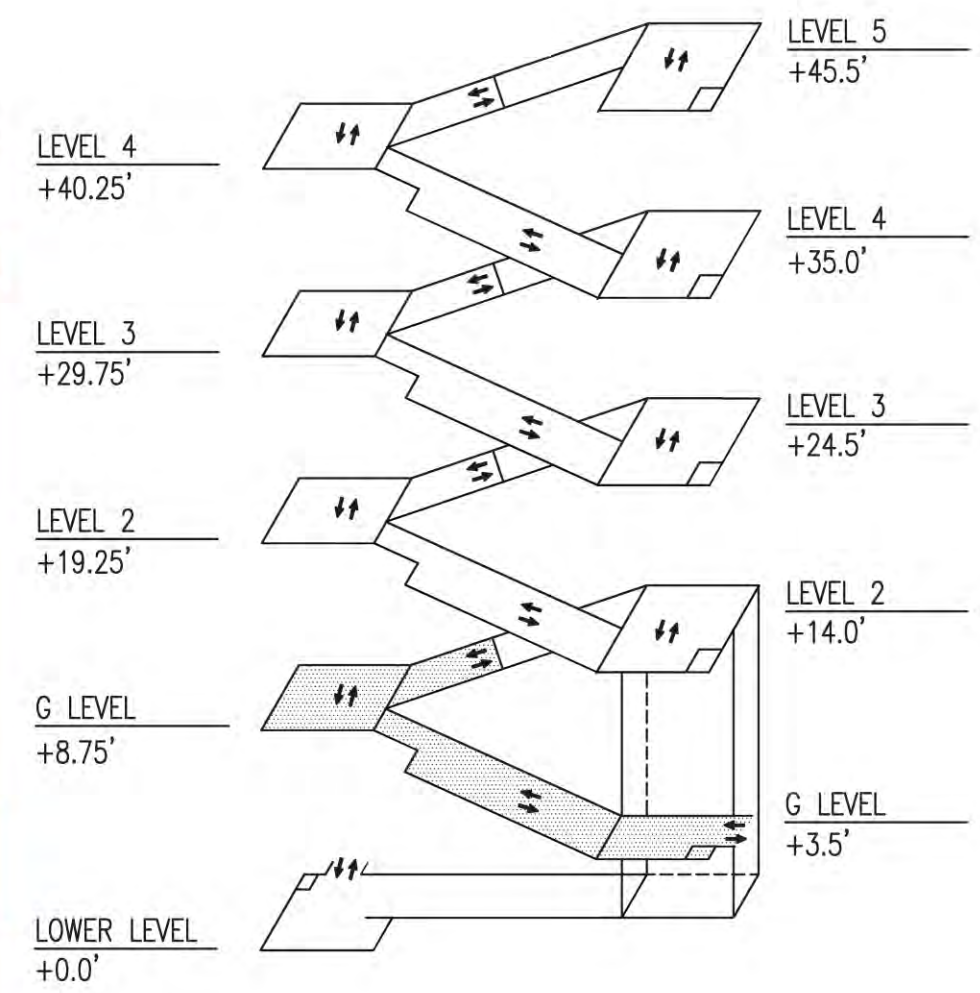 LEVEL 5
+45.5'
LEVEL 4
+40.25'
LEVEL 4
+35.0'
LEVEL 3
+29.75'
LEVEL 3
+24.5'
LEVEL 2
+19.25'
LEVEL 2
+14.0'
G LEVEL
+8.75'
G LEVEL
+3.5'
LOWER LEVEL
+0.0'